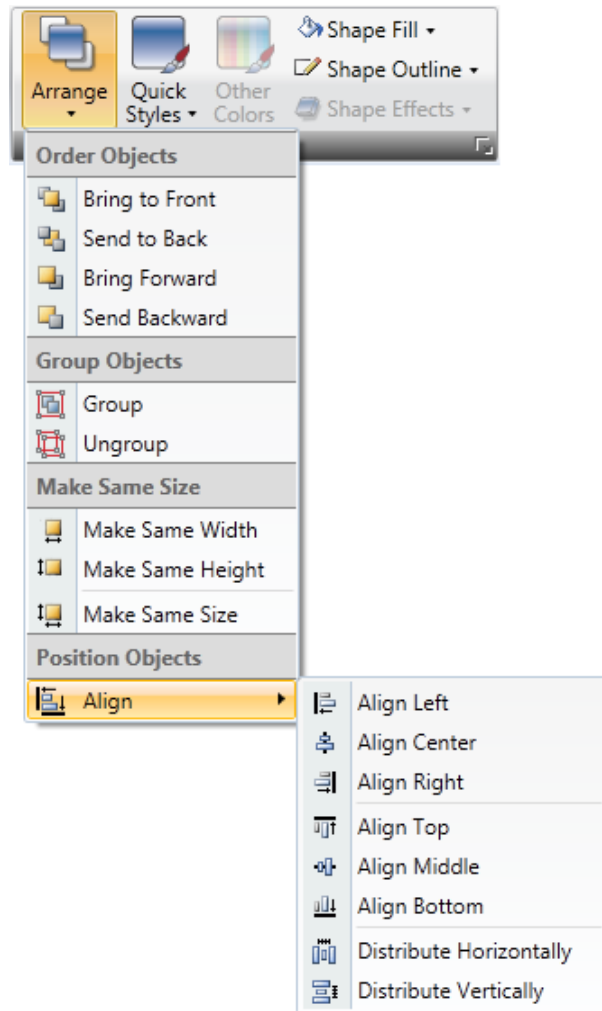 Arrange
Quick
Styles
Other
Colors
Shape Fill
Shape Outline
Shape Effects
Order Objects
Bring to Front
Send to Back
Bring Forward
Send Backward
Group Objects
Group
Ungroup
Make Same Size
Make Same Width
Make Same Height
Make Same Size
Position Objects
Align
Align Left
Align Center
Align Right
Align Top
Align Middle
Align Bottom
Distribute Horizontally
Distribute Vertically